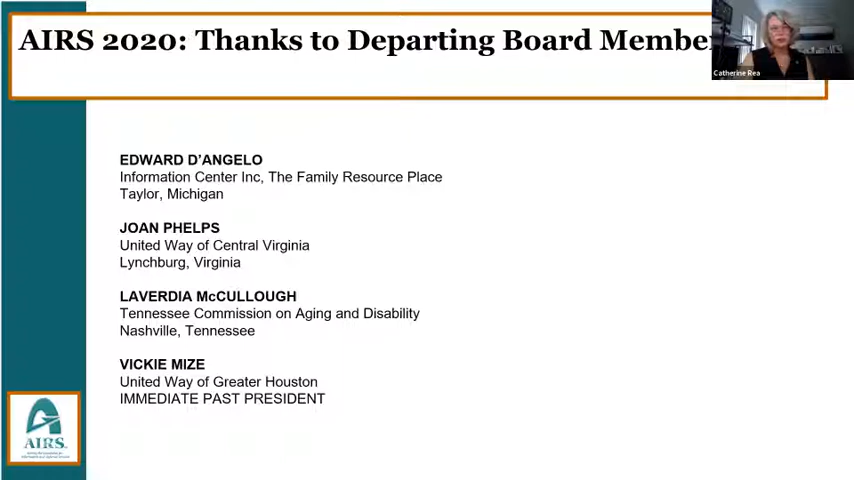 AIRS 2020: Thanks to Departing Board Member
Catherine Rea
EDWARD D'ANGELO
Information Center Inc, The Family Resource Place
Taylor, Michigan
JOAN PHELPS
United Way of Central Virginia
Lynchburg, Virginia
LAVERDIA McCULLOUGH
Tennessee Commission on Aging and Disability
Nashville, Tennessee
VICKIE MIZE
United Way of Greater Houston
IMMEDIATE PAST PRESIDENT
AIRS